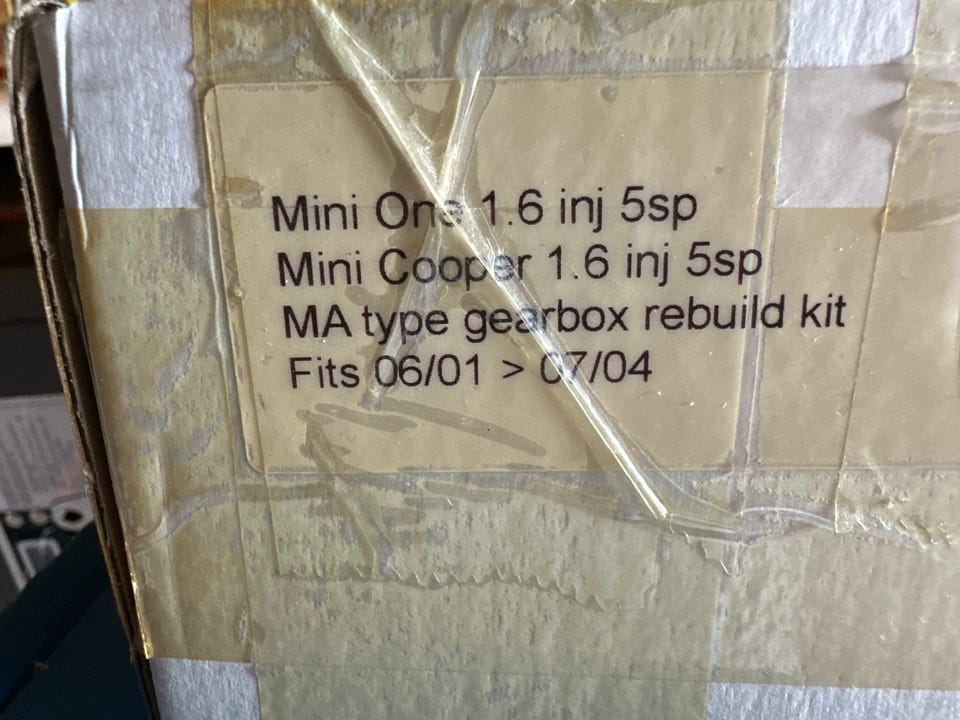 Mini One 1.6 inj 5sp
Mini Cooper 1.6 inj 5sp
MA type gearbox rebuild kit
Fits 06/01 > 07/04